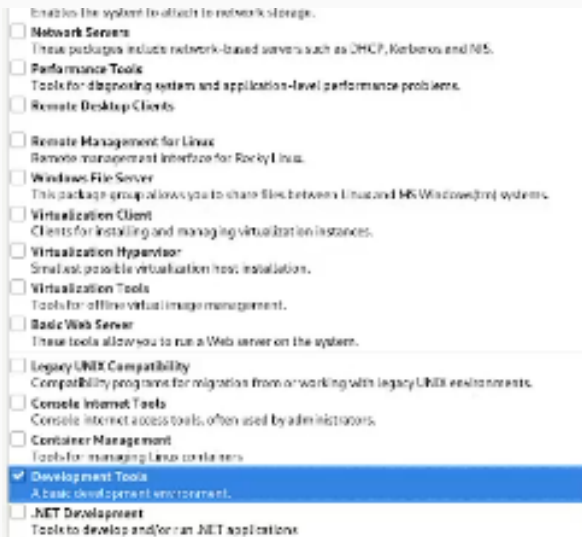 Enables the system to attach to network storage.
Network Servers
These packages include network-based servers such as DHCP, Kerberos and NIS.
Performance Tools
Tools for diagnosing system and application-level performance problems.
Remote Desktop Clients
Remote Management for Linux
Remote management interface for Rocky Linux.
Windows File Server
This package group allows you to share files between Linux and MS Windows(tm) systems.
Virtualization Client
Clients for installing and managing virtualization instances.
Virtualization Hypervisor
Smallest possible virtualization host installation.
Virtualization Tools
Tools for offline virtual image management.
Basic Web Server
These tools allow you to run a Web server on the system.
Legacy UNIX Compatibility
Compatibility programs for migration from or working with legacy UNIX environments.
Console Internet Tools
Console internet access tools, often used by administrators.
Container Management
Tools for managing Linux containers
Development Tools
A basic development environment.
.NET Development
Tools to develop and/or run .NET applications